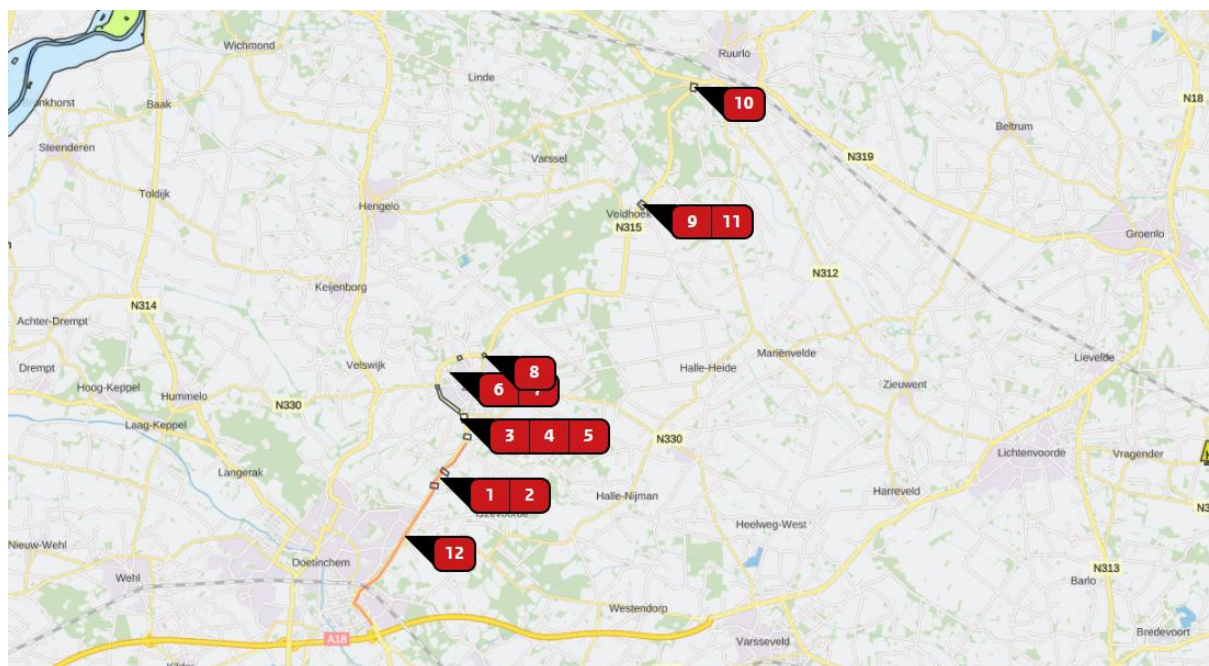 Wichmond
Ruurlo
Linde
10
N18
Baak
Beltrum
Steenderen
N319
Varssel
Toldijk
Hengelo
Veldhoek
9 11
N315
Groenlo
N312
Keijenborg
N314
Achter-Drempt
Mariënvelde
Lievelde
Velswijk
Drempt
Halle-Heide
8
Zieuwent
Hoog-Keppel
6
Hummelo
N330
Laag-Keppel
3 4 5
N330
Lichtenvoorde
Vragender
Langerak
1 2
Halle-Nijman
Harreveld
Heelweg-West
Nieuw-Wehl
12
Doetinchem
N313
Wehl
Barlo
Westendorp
A18
Varsseveld
Bredevoort